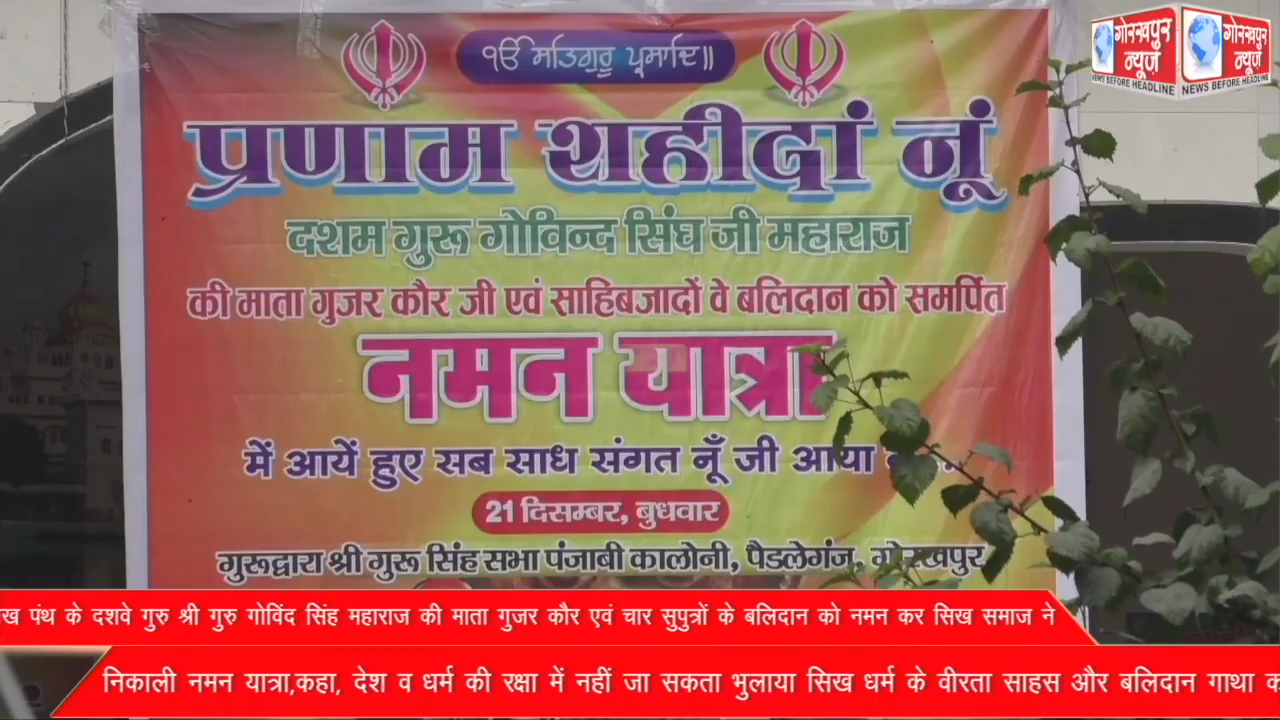 ੴ ਸਤਿਗੁਰੂ ਪ੍ਰਸਾਦਿ॥
गोरखपुर न्यूज़
NEWS BEFORE HEADLINE
गोरखपुर न्यूज़
NEWS BEFORE HEADLINE
प्रणाम शहीदां नूं
दशम गुरू गोविन्द सिंघ जी महाराज
की माता गुजर कौर जी एवं साहिबजादों वे बलिदान को समर्पित
नमन यात्रा
में आयें हुए सब साध संगत नूँ जी आया
21 दिसम्बर, बुधवार
गुरूद्वारा श्री गुरू सिंह सभा पंजाबी कालोनी, पैडलेगंज, गोरखपुर
पंथ के दशवे गुरु श्री गुरु गोविंद सिंह महाराज की माता गुजर कौर एवं चार सुपुत्रों के बलिदान को नमन कर सिख समाज ने
निकाली नमन यात्रा,कहा, देश व धर्म की रक्षा में नहीं जा सकता भुलाया सिख धर्म के वीरता साहस और बलिदान गाथा